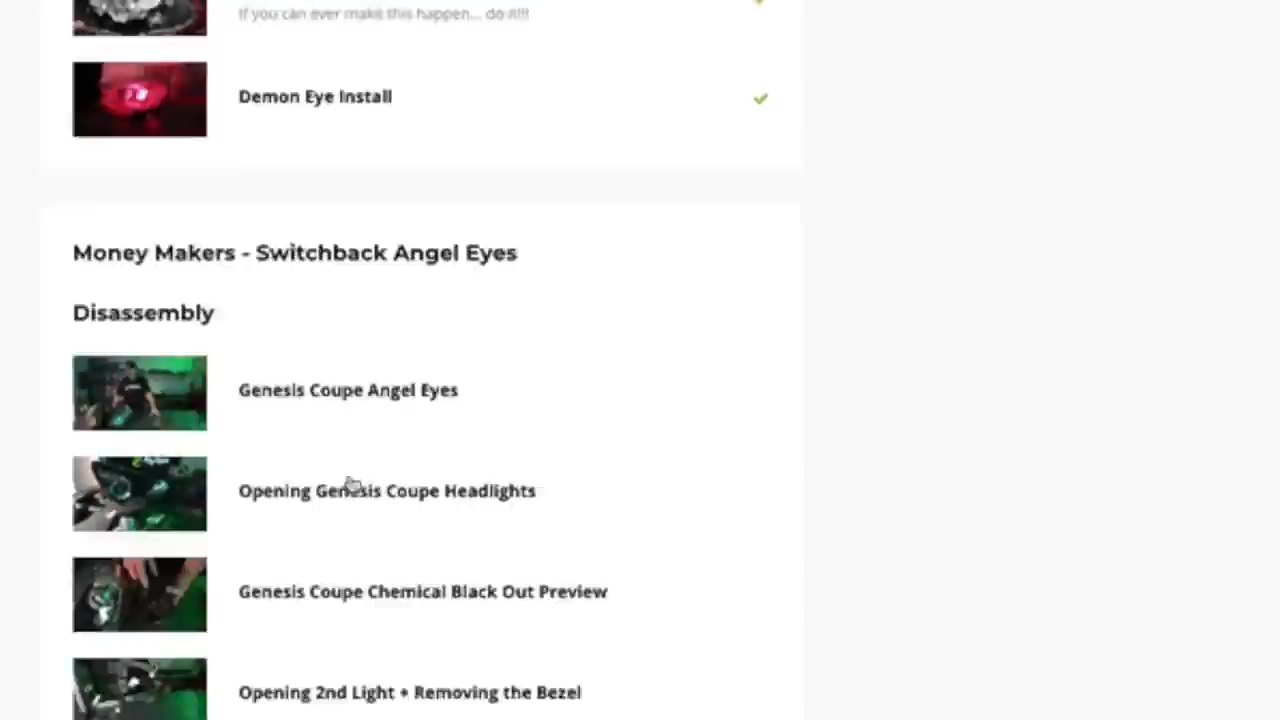 If you can ever make this happen... do it!!!
Demon Eye Install
Money Makers - Switchback Angel Eyes
Disassembly
Genesis Coupe Angel Eyes
Opening Genesis Coupe Headlights
Genesis Coupe Chemical Black Out Preview
Opening 2nd Light + Removing the Bezel